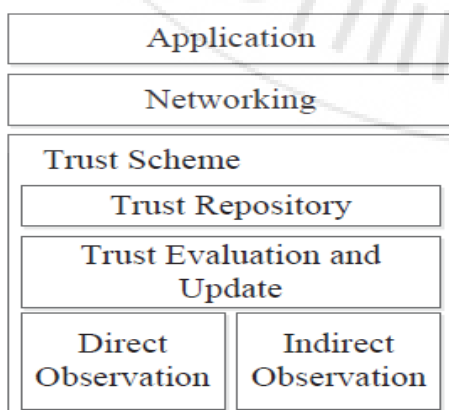 Application
Networking
Trust Scheme
Trust Repository
Trust Evaluation and
Update
Direct
Observation
Indirect
Observation